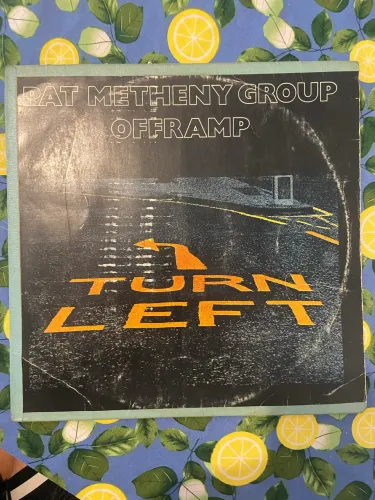 PAT METHENY GROUP
OFFRAMP
TURN
LEFT